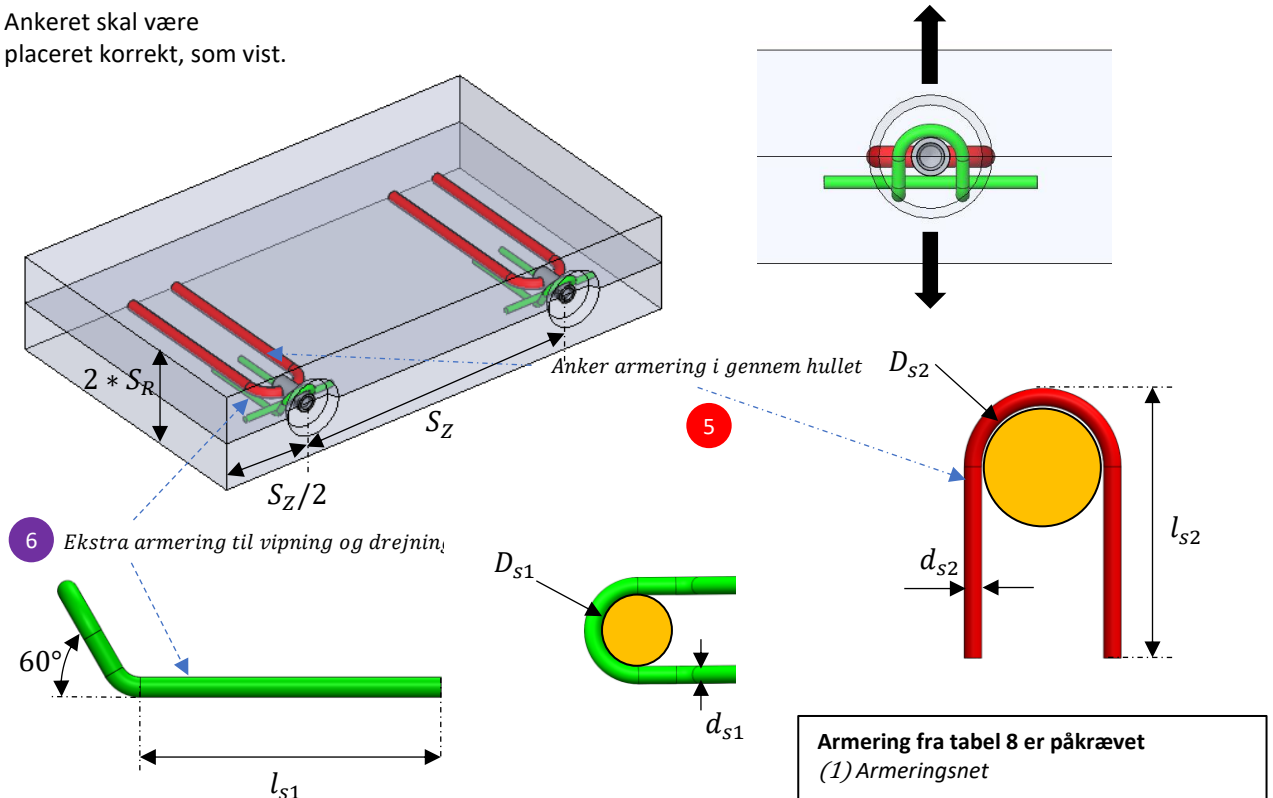 Ankeret skal være
placeret korrekt, som vist.
2 * S_R
S_Z
S_Z/2
Anker armering i gennem hullet
5
D_s2
l_s2
d_s2
6
Ekstra armering til vipning og
60°
l_s1
D_s1
d_s1
Armering fra tabel 8 er påkrævet
(1) Armeringsnet